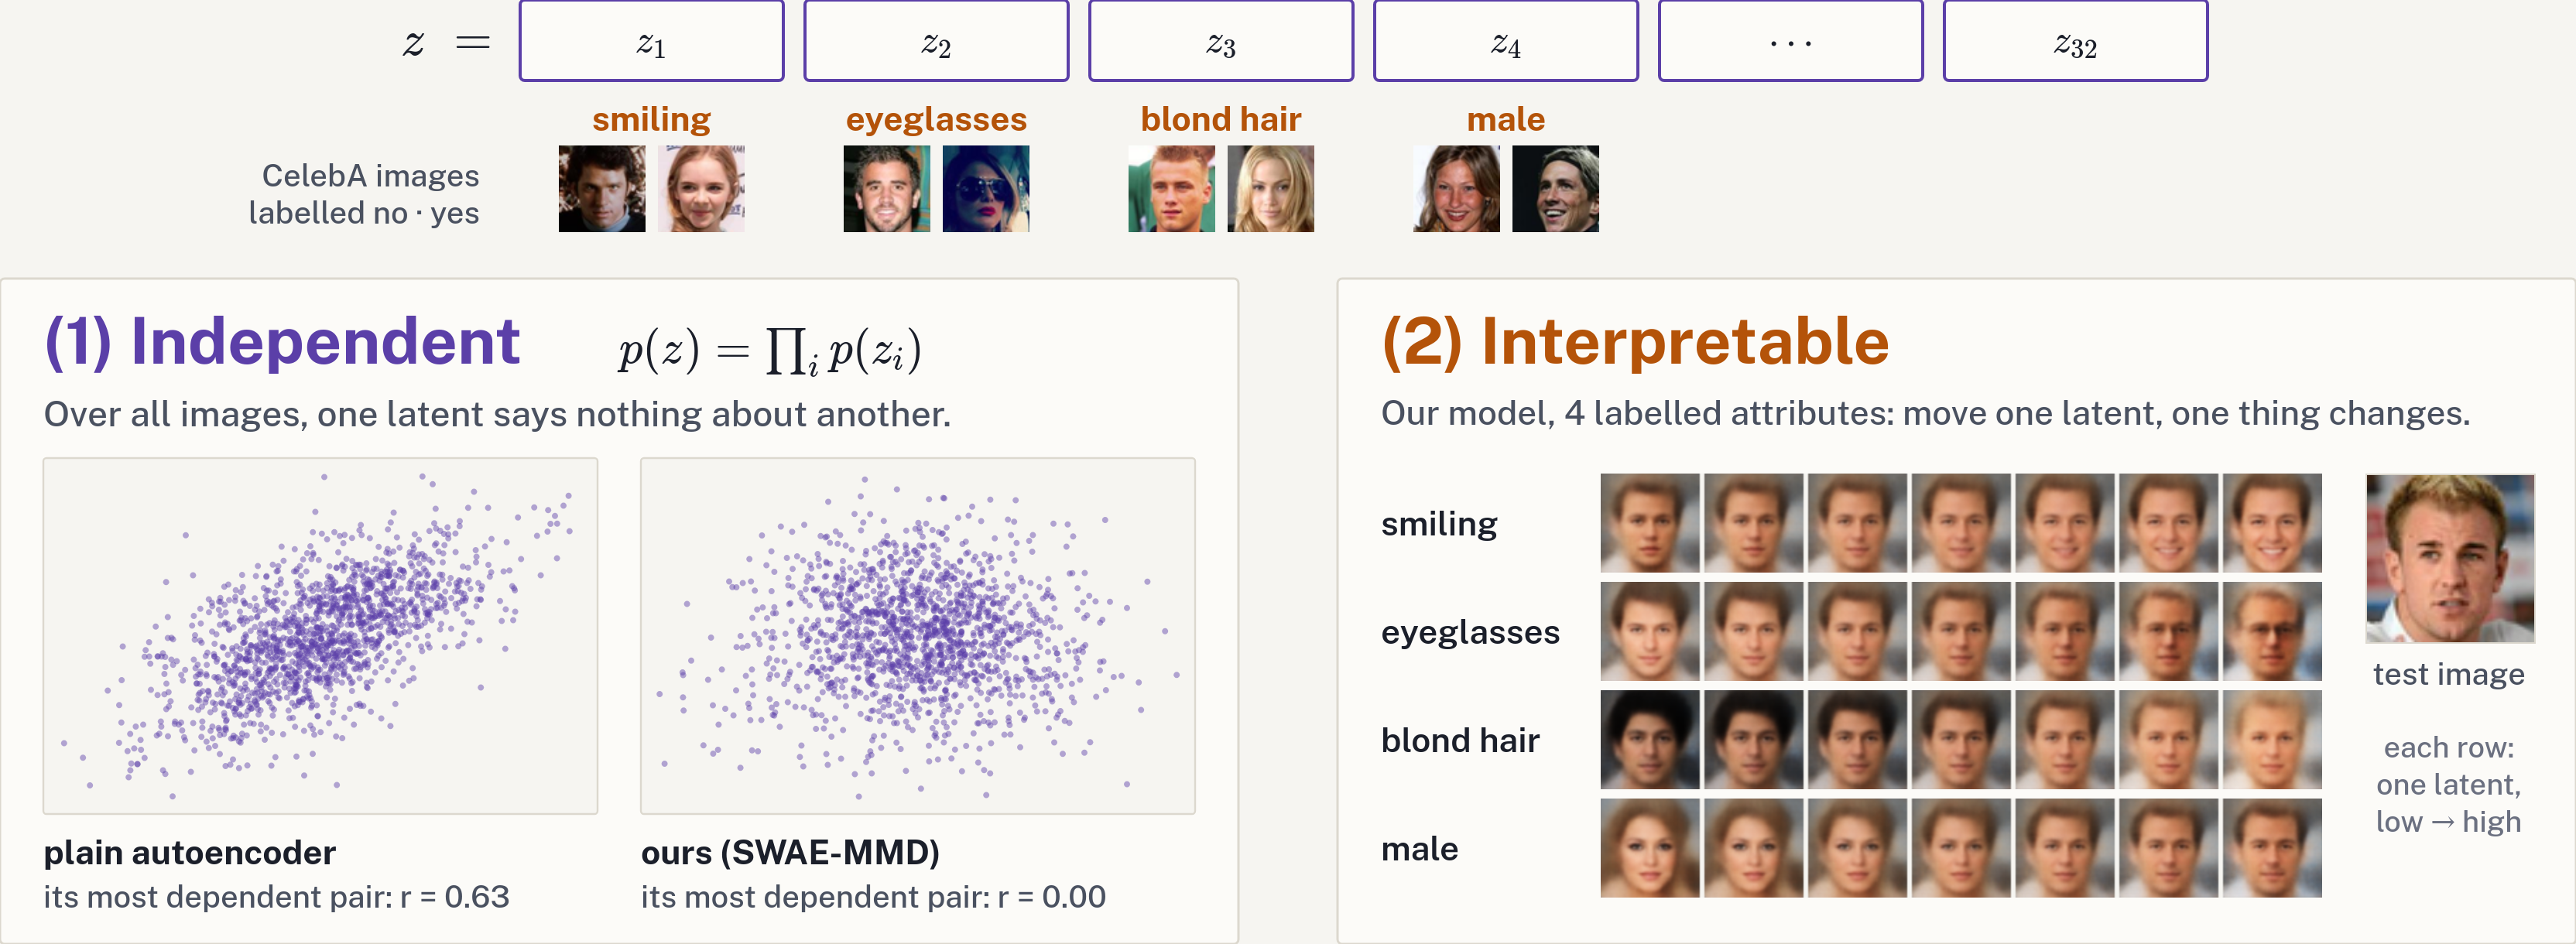 z = z₁ z₂ z₃ z₄ ⋯ z₃₂
smiling eyeglasses blond hair male
CelebA images
labelled no · yes
(1) Independent p(z) = ∏ᵢ p(zᵢ)
Over all images, one latent says nothing about another.
plain autoencoder
its most dependent pair: r = 0.63
ours (SWAE-MMD)
its most dependent pair: r = 0.00
(2) Interpretable
Our model, 4 labelled attributes: move one latent, one thing changes.
smiling
eyeglasses
blond hair
male
test image
each row:
one latent,
low → high